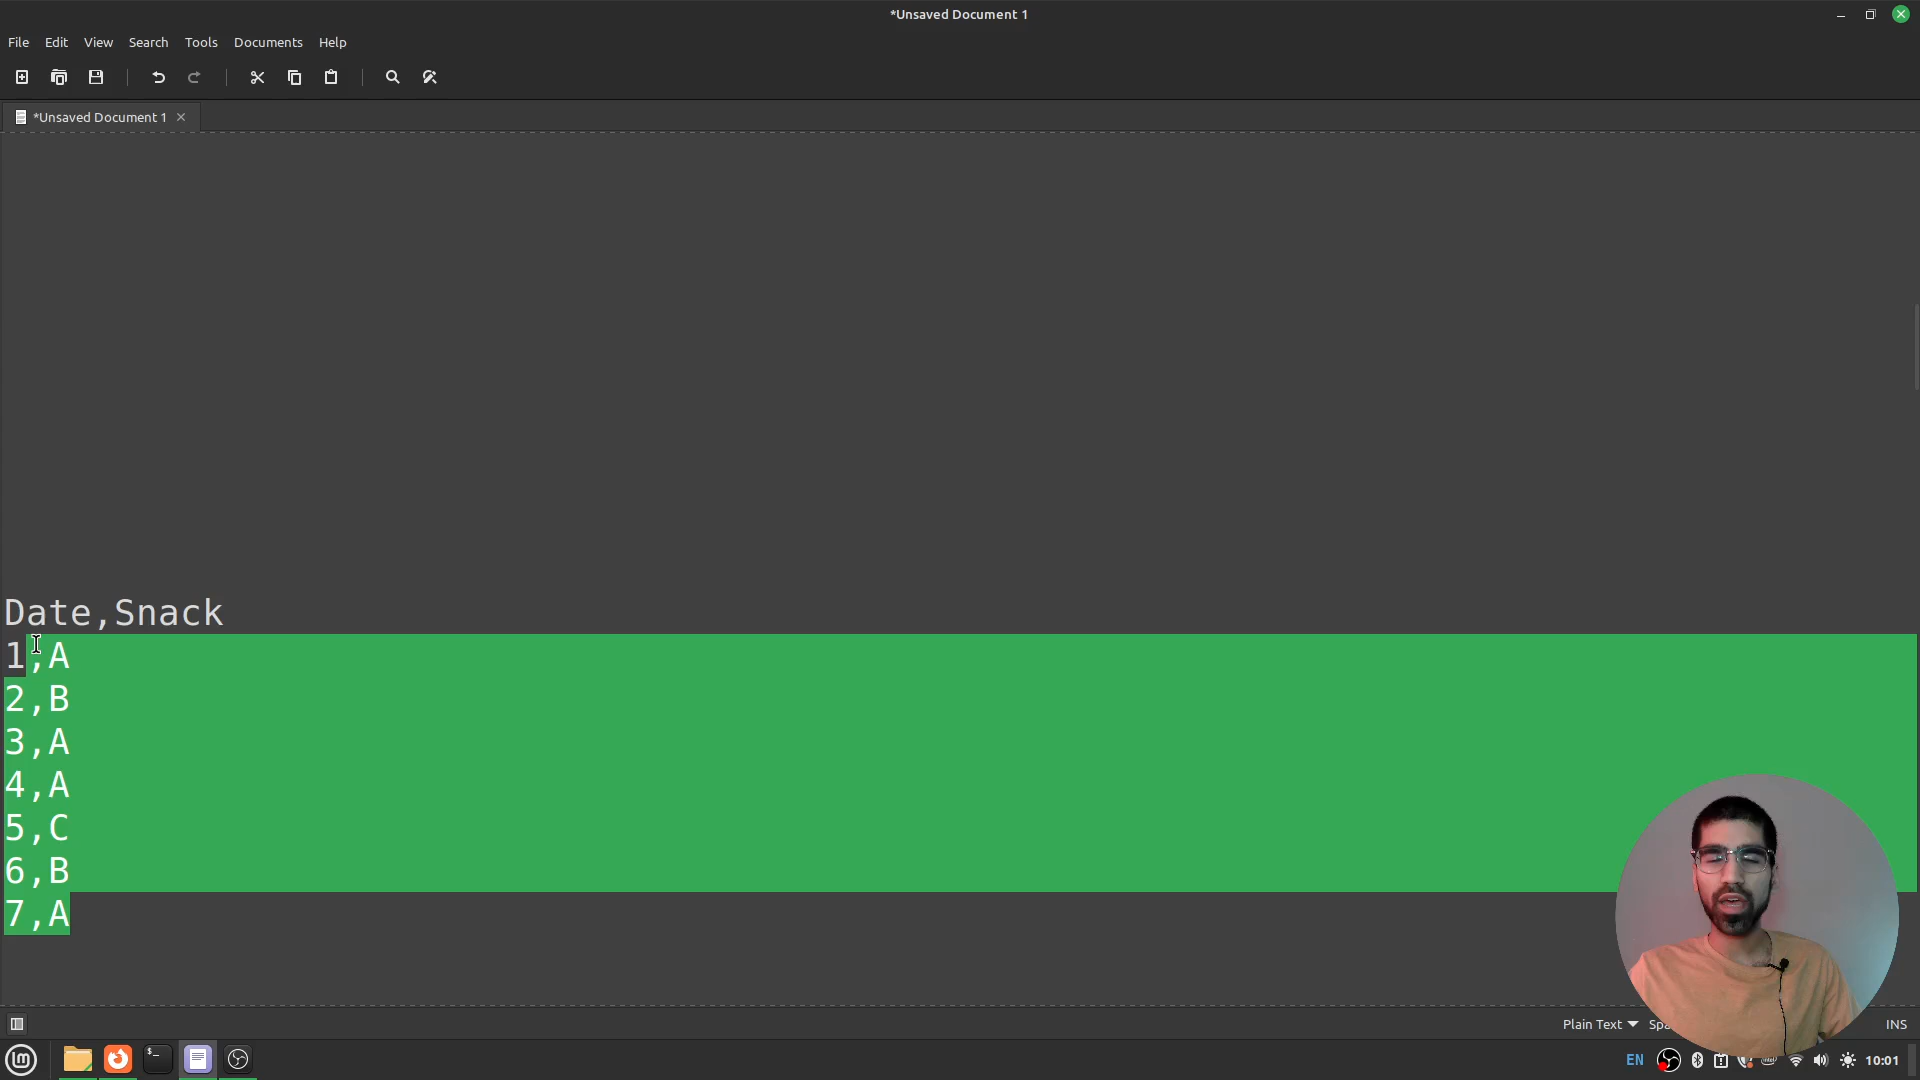 *Unsaved Document 1
File Edit View Search Tools Documents Help
*Unsaved Document 1
Date,Snack
1,A
2,B
3,A
4,A
5,C
6,B
7,A
Plain Text
INS
EN
10:01